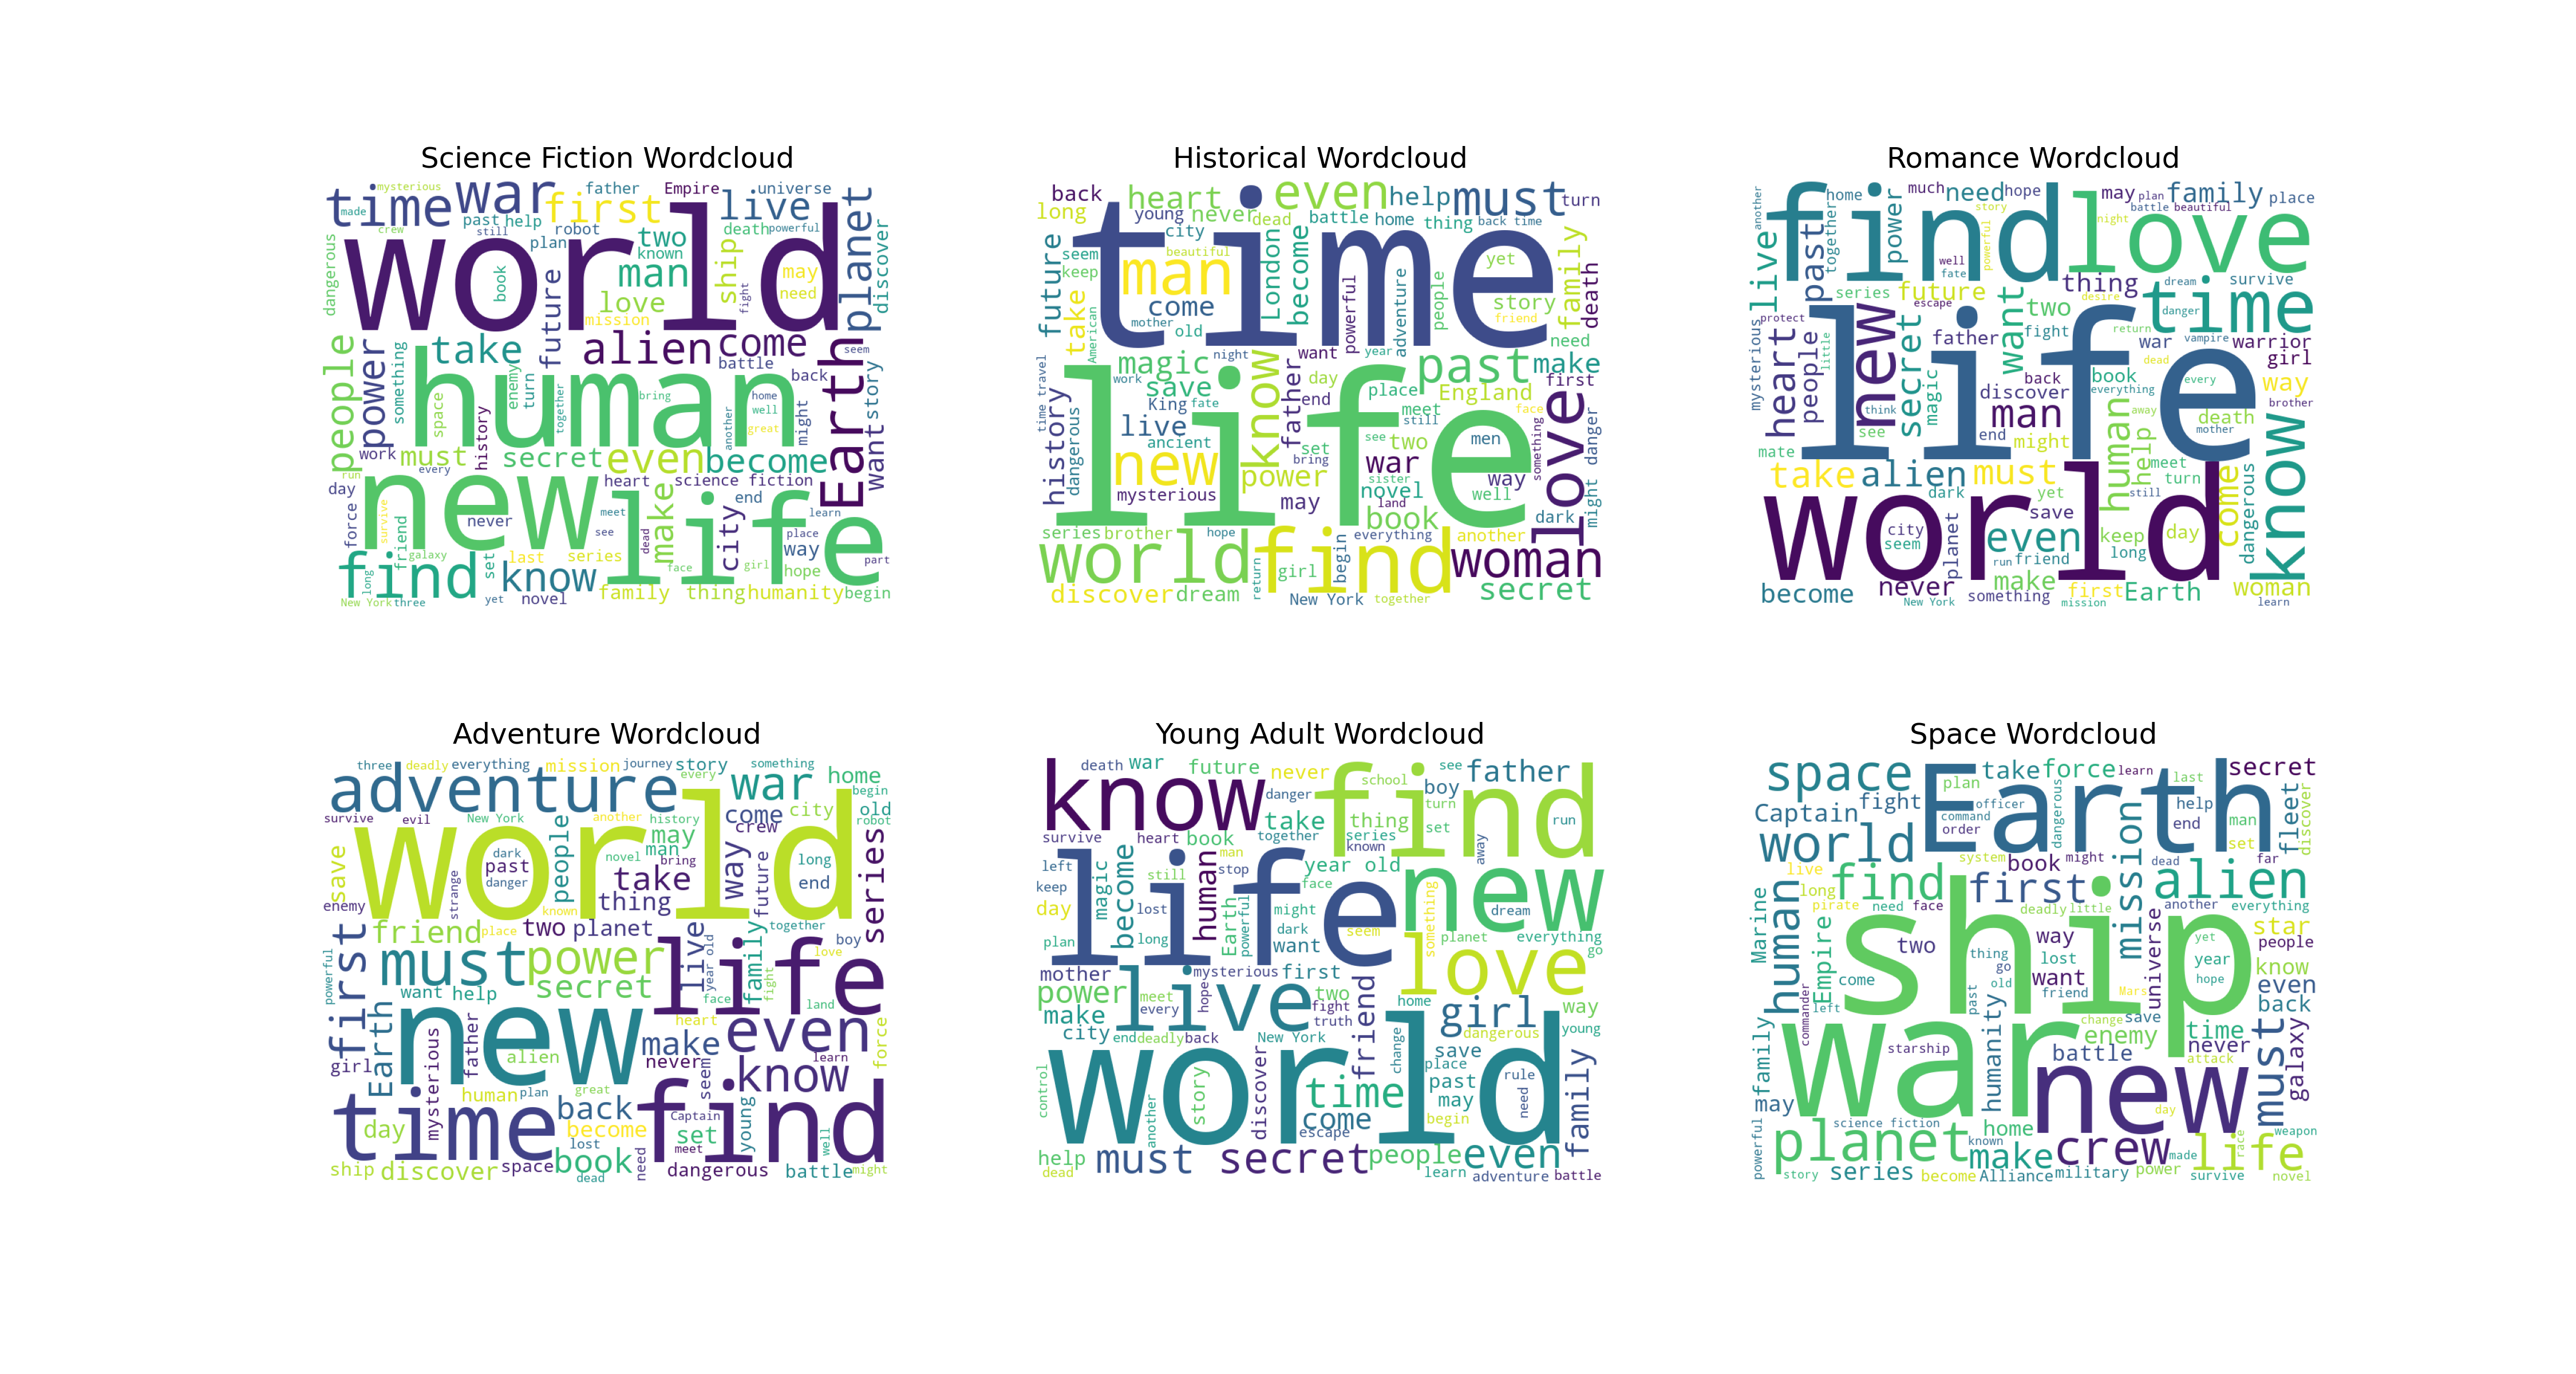 Science Fiction Wordcloud
mysterious war father Empire universe
time first live planet
made past help death powerful
crew still robot two discover
plan known
world
dangerous book future man ship may
love need fight
mission
people power take alien come Earth seem
something enemy turn battle back
human
together bring home well great
space history another might want story
work must secret even become
every
run heart science fiction
day new never make city end learn
life
force survive friend meet see dead place
way
galaxy last series face girl hope part
find long set know
New York three yet novel family thing humanity begin
Historical Wordcloud
back heart even help must turn
long young never dead battle home thing back time
city
time
future seem beautiful London become yet family
keep man powerful adventure people story death
take come friend
American mother old need
magic night want year past make
time travel work save know father day place England first
King fate end meet face
history dangerous live still love
ancient set see two men
life
new power bring war something danger
sister way might
mysterious may novel well
land
book dark
series brother hope everything another
world find woman
return girl begin
discover dream New York together secret
Romance Wordcloud
another home much need hope may plan family place
story battle beautiful
find love
live together past power night
well powerful
fate thing dream survive
series future want desire
escape two time
mysterious protect new secret father fight return danger
war vampire warrior
heart people little magic dead girl
life
back book every way
discover everything
think man human away death brother
see end might help mother
mate meet know
take alien must turn
dark still come dangerous
world
city planet save yet day
seem even keep
long
run friend
become never make first Earth woman
New York something mission learn
Adventure Wordcloud
three deadly everything mission journey story something
every
adventure war home
begin
survive evil New York another history come city old
crew robot
world
may
save dark people novel man way future long series
past bring
danger take end
enemy strange known thing
friend place two planet live family together boy
first must power life love
powerful secret year old fight
want help face land
Earth new heart even force
mysterious father alien make
girl never learn
seem know
human plan great
time back find
Captain
day become set young well
lost meet
ship discover space book need dangerous battle might
dead
Young Adult Wordcloud
death war future never school see father
know find
danger boy
take turn
thing set run
survive heart book together series
known away
left magic become human man year old new
still stop
life
keep face something
day lost Earth powerful might dream
dark seem
plan long want planet everything
love go
mother mysterious first
power live meet hope two friend home girl way
every fight
make truth
city end deadly back New York dangerous young
world
control story discover time change save family
place
past rule
may need
come begin
another escape
help must secret people even
dead learn adventure battle
Space Wordcloud
space Earth take force learn last secret
plan
Captain fight officer dangerous help fleet discover
command end man
world order set
system book might dead far
live find first mission alien
long
Marine human pirate need face deadly little another everything
ship
Empire two way universe yet star
people
thing lost year
come go want know
family old friend Mars hope even
left past back
commander change save
war
humanity enemy time must galaxy
starship battle never
attack
may new
day
science fiction home weapon
planet known make crew made life race
story series become Alliance military power survive novel
powerful